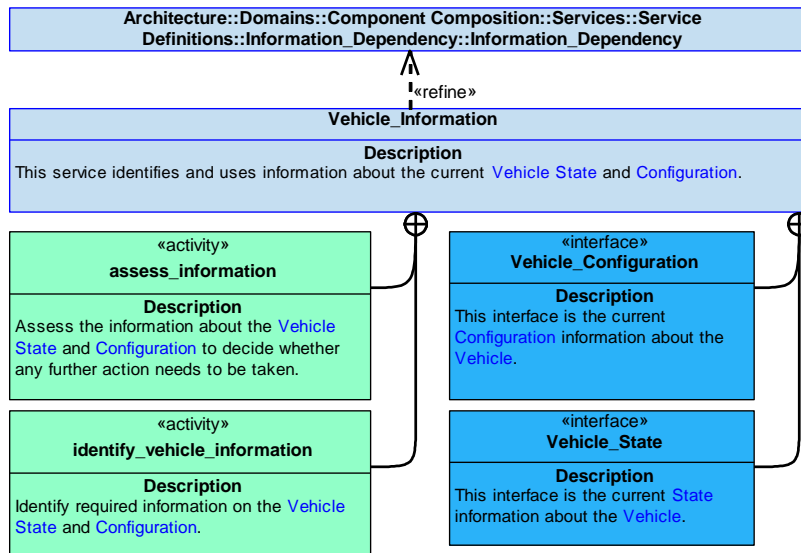 Architecture::Domains::Component Composition::Services::Service
Definitions::Information_Dependency::Information_Dependency
«refine»
Vehicle_Information
Description
This service identifies and uses information about the current Vehicle State and Configuration.
«activity»
assess_information
Description
Assess the information about the Vehicle
State and Configuration to decide whether
any further action needs to be taken.
«interface»
Vehicle_Configuration
Description
This interface is the current
Configuration information about the
Vehicle.
«activity»
identify_vehicle_information
Description
Identify required information on the Vehicle
State and Configuration.
«interface»
Vehicle_State
Description
This interface is the current State
information about the Vehicle.